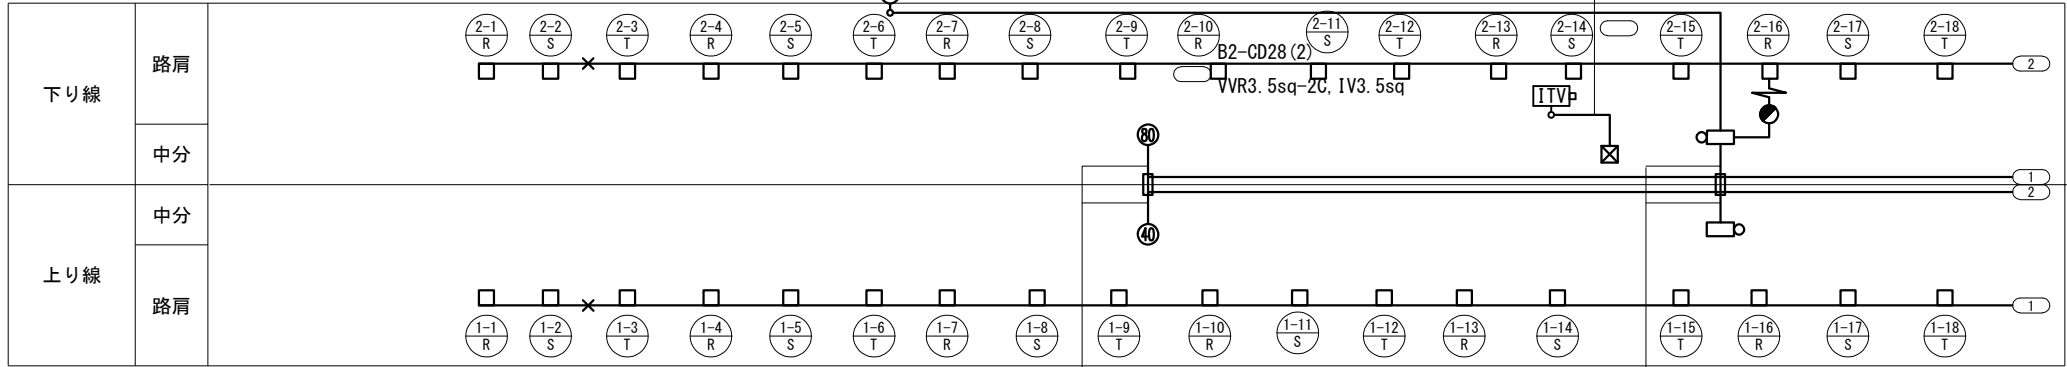 下り線
路肩
中分
2-1 R
2-2 S
2-3 T
2-4 R
2-5 S
2-6 T
2-7 R
2-8 S
2-9 T
2-10 R
2-11 S
2-12 T
2-13 R
2-14 S
2-15 T
2-16 R
2-17 S
2-18 T
B2-CD28(2)
VVR3.5sq-2C, IV3.5sq
2
ITV
80
1
2
上り線
中分
路肩
40
1
1-1 R
1-2 S
1-3 T
1-4 R
1-5 S
1-6 T
1-7 R
1-8 S
1-9 T
1-10 R
1-11 S
1-12 T
1-13 R
1-14 S
1-15 T
1-16 R
1-17 S
1-18 T